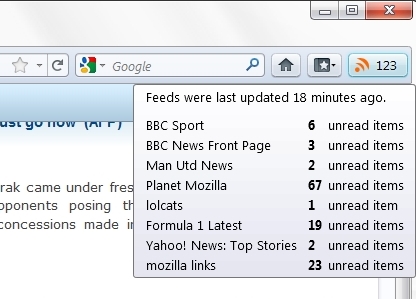 Google
123
Feeds were last updated 18 minutes ago.
BBC Sport 6 unread items
BBC News Front Page 3 unread items
Man Utd News 2 unread items
Planet Mozilla 67 unread items
lolcats 1 unread item
Formula 1 Latest 19 unread items
Yahoo! News: Top Stories 2 unread items
mozilla links 23 unread items
go now' (AFP)
rak came under fres
pponents posing th
concessions made in